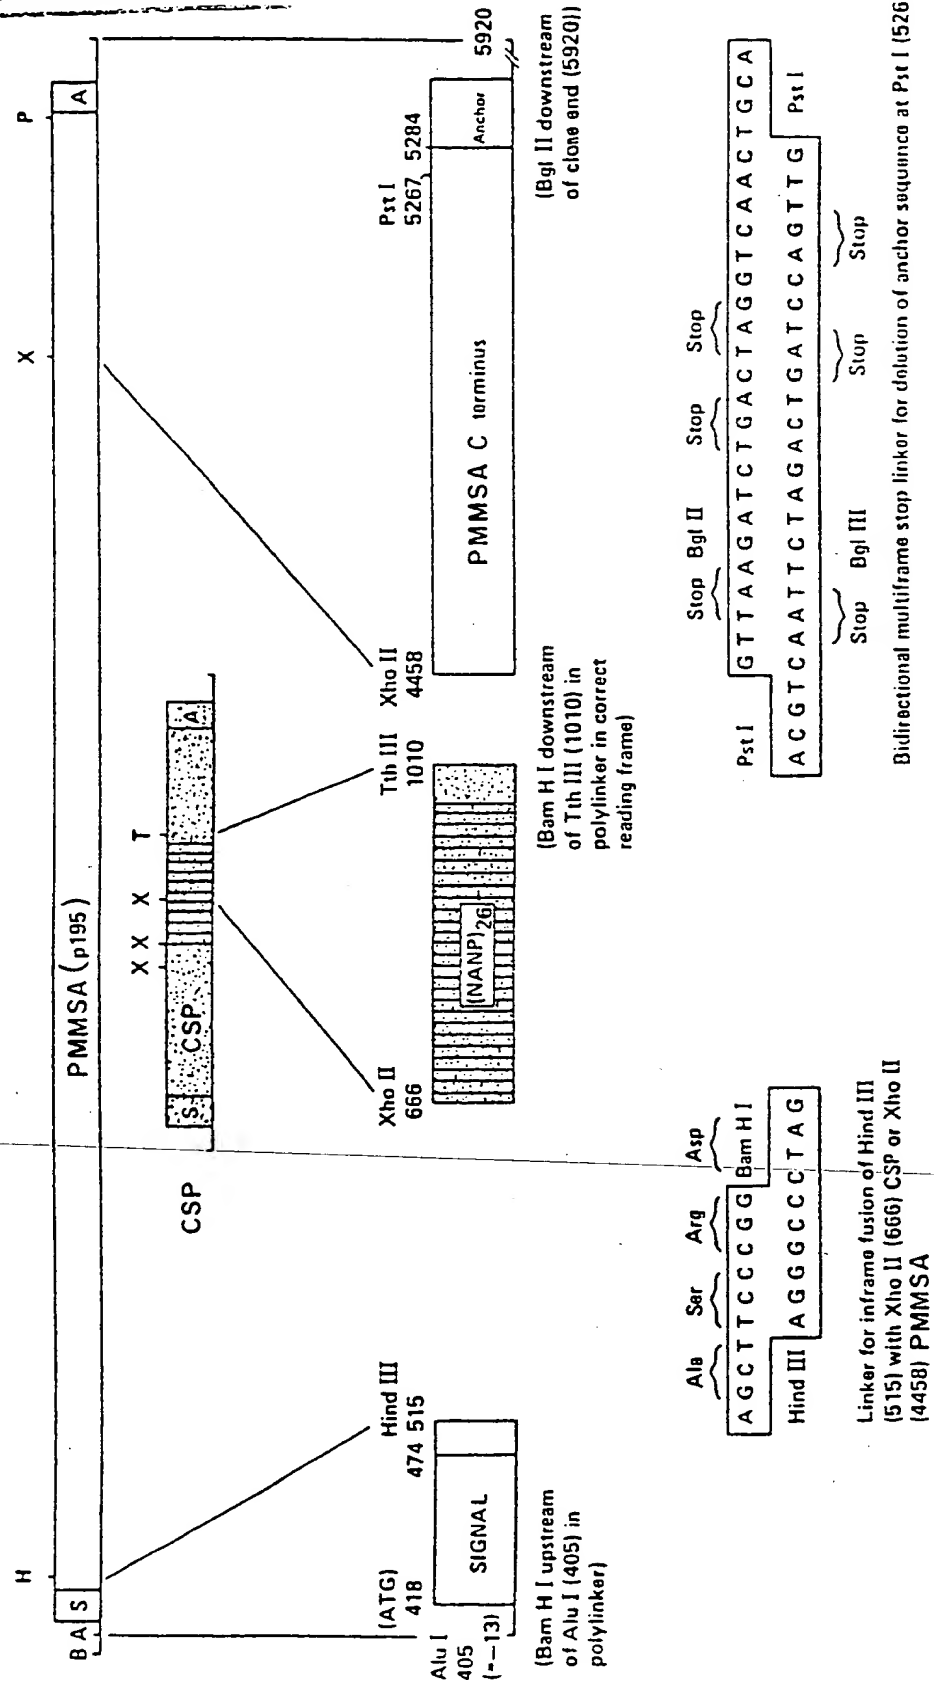 PMMSA (p195)
B A S
H
X
P
A
CSP
S
CSP
X X X T
A
Alu I
405
(--13)
(ATG)
418
Hind III
474 515
SIGNAL
(Bam H I upstream
of Alu I (405) in
polylinker)
Xho II
666
Tth III
1010
(NANP)26
(Bam H I downstream
of Tth III (1010) in
polylinker in correct
reading frame)
Xho II
4458
Pst I
5267
5284
5920
PMMSA C terminus
Anchor
(Bgl II downstream
of clone end (5920))
Ala Ser Arg Asp
A G C T T C C C G G Bam H I
Hind III A G G G C C C T A G
Linker for inframe fusion of Hind III
(515) with Xho II (666) CSP or Xho II
(4458) PMMSA
Stop Bgl II Stop Stop
Pst I G T T A A G A T C T G A C T A G G T C A A C T G C A
A C G T C A A T T C T A G A C T G A T C C A G T T G Pst I
Stop Bgl III Stop Stop
Bidirectional multiframe stop linker for dolution of anchor sequence at Pst I (526